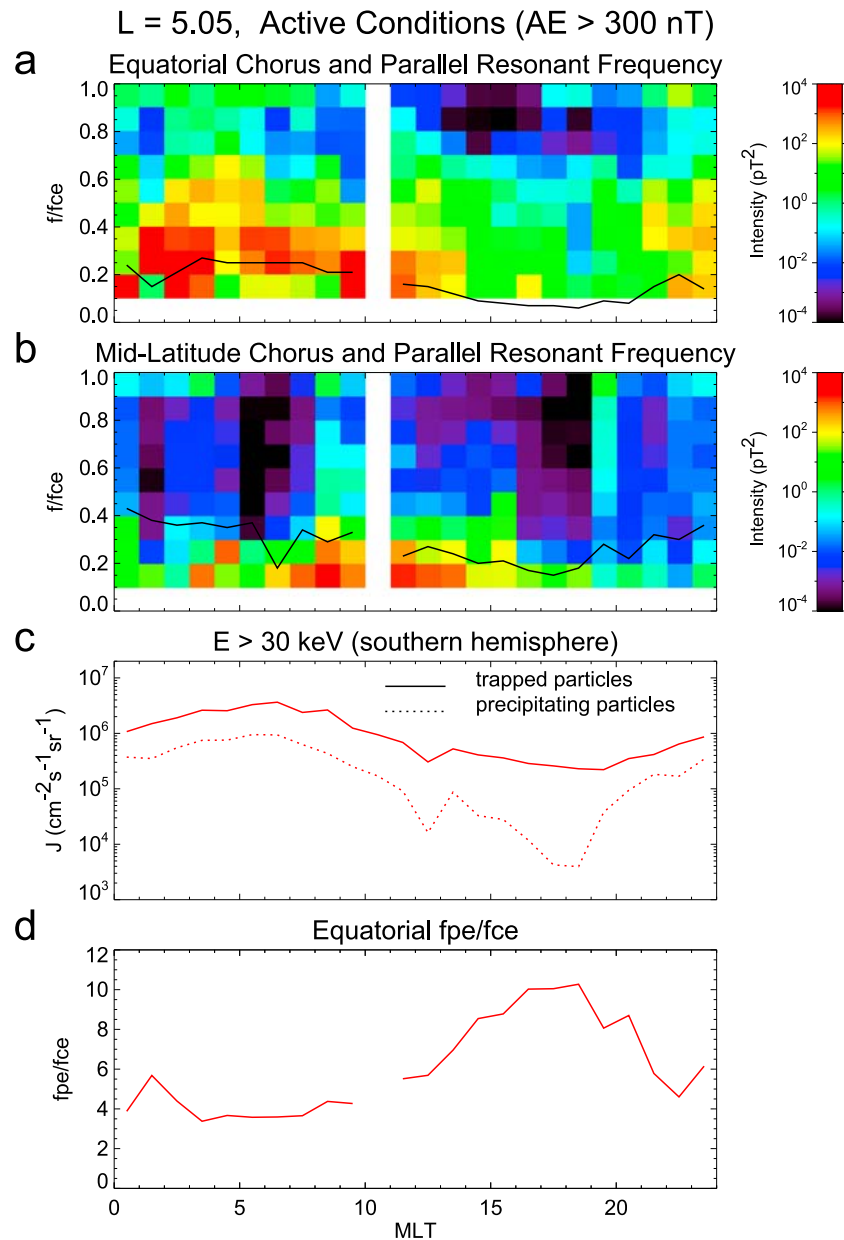 L = 5.05, Active Conditions (AE > 300 nT)
a
Equatorial Chorus and Parallel Resonant Frequency
1.0
0.8
0.6
0.4
0.2
0.0
f/fce
10^4
10^2
10^0
10^-2
10^-4
Intensity (pT^2)
b
Mid-Latitude Chorus and Parallel Resonant Frequency
1.0
0.8
0.6
0.4
0.2
0.0
f/fce
10^4
10^2
10^0
10^-2
10^-4
Intensity (pT^2)
c
E > 30 keV (southern hemisphere)
trapped particles
precipitating particles
10^7
10^6
10^5
10^4
10^3
J (cm^-2s^-1sr^-1)
d
Equatorial fpe/fce
12
10
8
6
4
2
0
fpe/fce
0 5 10 15 20
MLT